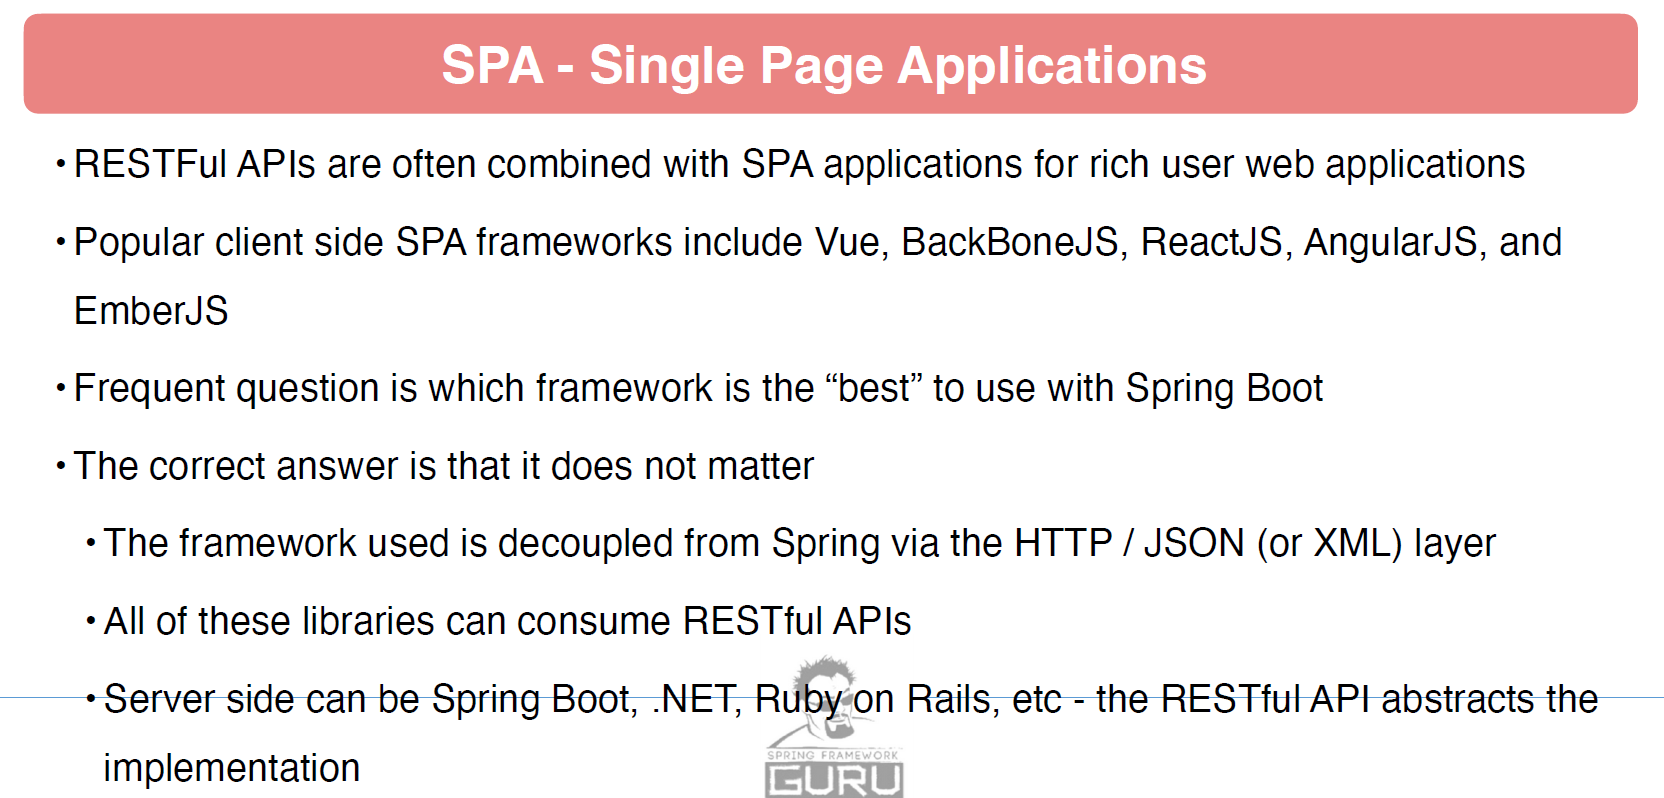 SPA - Single Page Applications
• RESTFul APIs are often combined with SPA applications for rich user web applications
• Popular client side SPA frameworks include Vue, BackBoneJS, ReactJS, AngularJS, and
EmberJS
• Frequent question is which framework is the “best” to use with Spring Boot
• The correct answer is that it does not matter
• The framework used is decoupled from Spring via the HTTP / JSON (or XML) layer
• All of these libraries can consume RESTful APIs
• Server side can be Spring Boot, .NET, Ruby on Rails, etc - the RESTful API abstracts the
implementation
SPRING FRAMEWORK
GURU